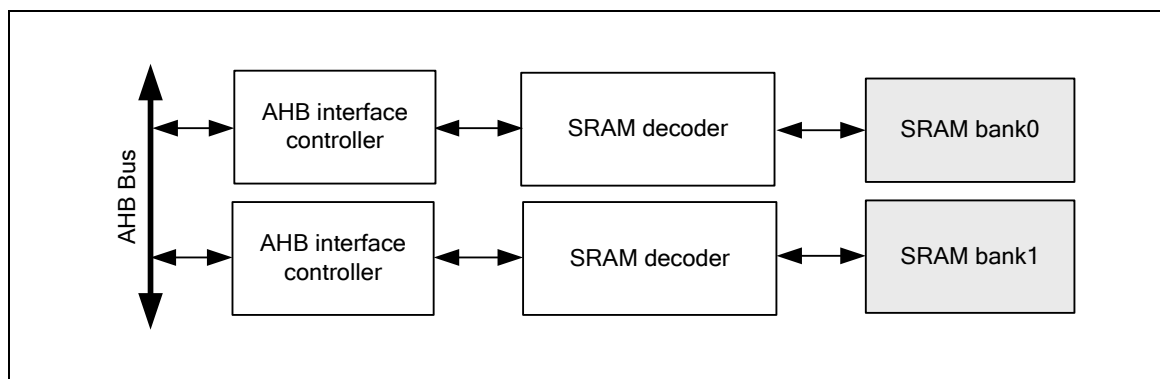 AHB Bus
AHB interface
controller
SRAM decoder
SRAM bank0
AHB interface
controller
SRAM decoder
SRAM bank1